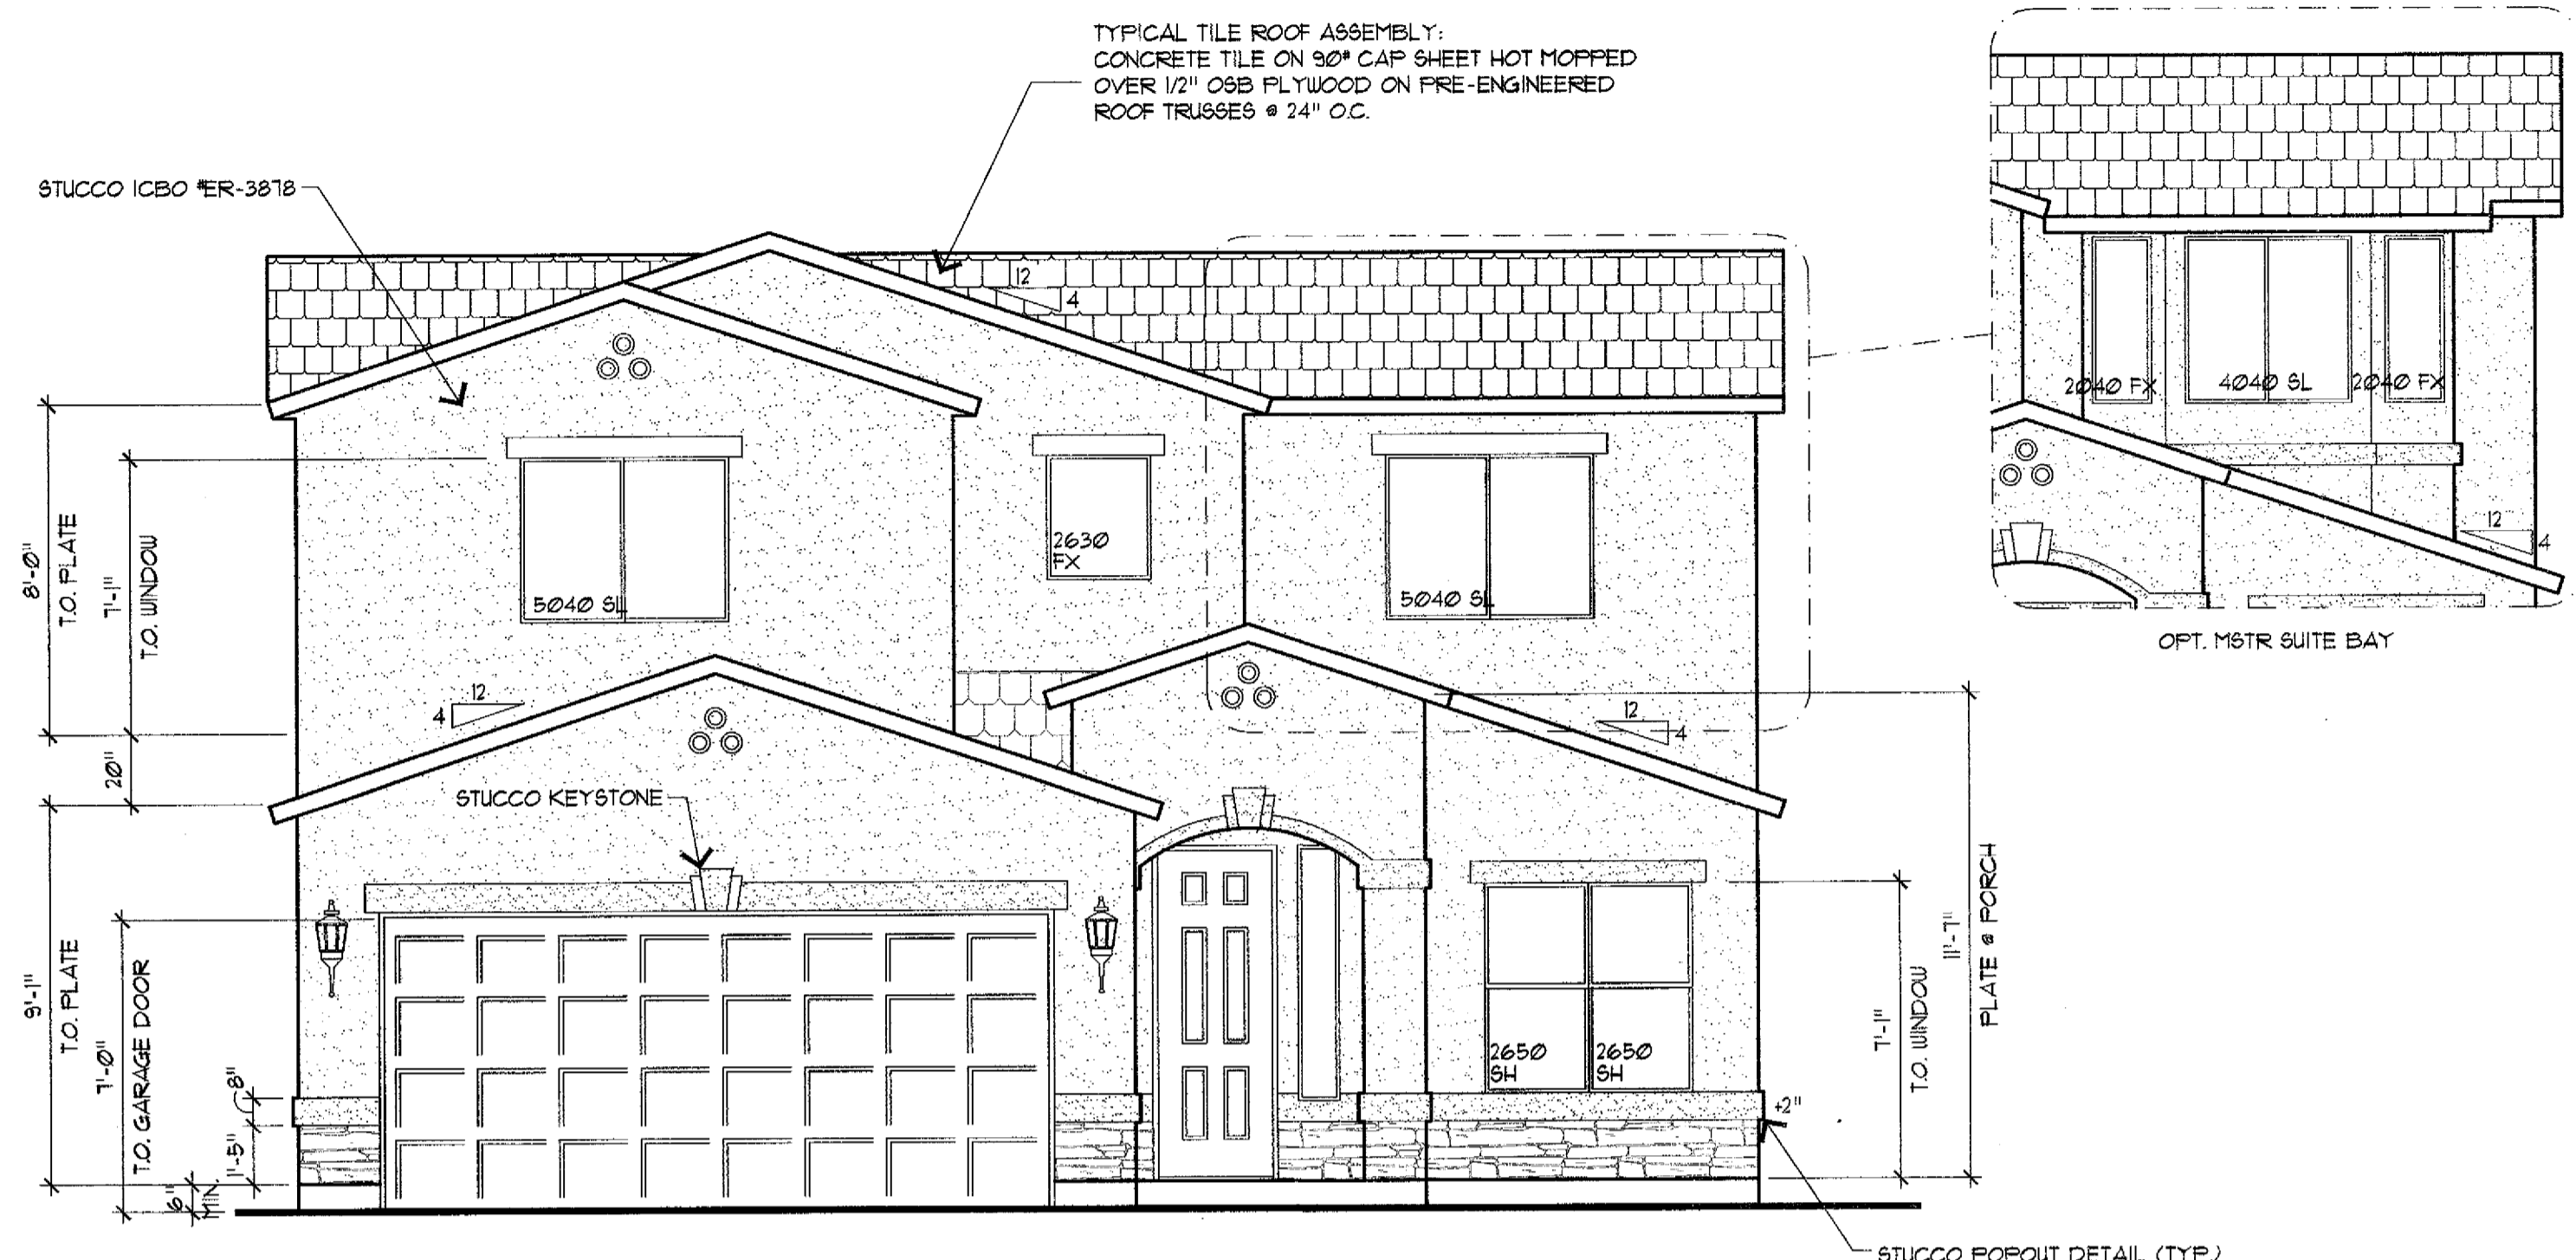 TYPICAL TILE ROOF ASSEMBLY:
CONCRETE TILE ON 90# CAP SHEET HOT MOPPED
OVER 1/2" OSB PLYWOOD ON PRE-ENGINEERED
ROOF TRUSSES @ 24" O.C.
STUCCO ICBO #ER-3878
12
4
2040 FX
4040 SL
2040 FX
12
4
OPT. MSTR SUITE BAY
8'-0"
T.O. PLATE
7'-1"
T.O. WINDOW
5040 SL
2630
FX
5040 SL
12
4
12
4
20"
STUCCO KEYSTONE
9'-1"
T.O. PLATE
7'-0"
T.O. GARAGE DOOR
8"
1'-5"
6"
MIN.
2650
SH
2650
SH
+2"
7'-1"
T.O. WINDOW
11'-7"
PLATE @ PORCH
STUCCO POPOUT DETAIL (TYP.)